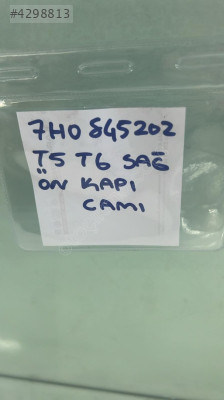 #4298813
7H0 845202
T5 T6 SAĞ
ÖN KAPI
CAMI